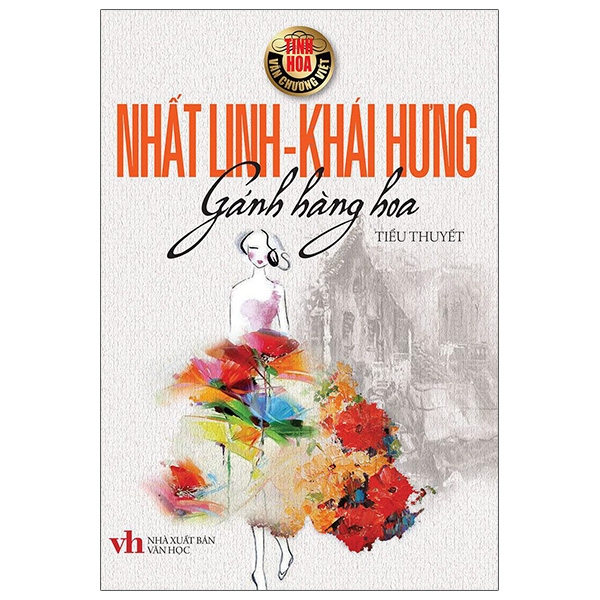 TINH
HOA
VĂN CHƯƠNG VIỆT
NHẤT LINH-KHÁI HƯNG
Gánh hàng hoa
TIỂU THUYẾT
vh
NHÀ XUẤT BẢN
VĂN HỌC